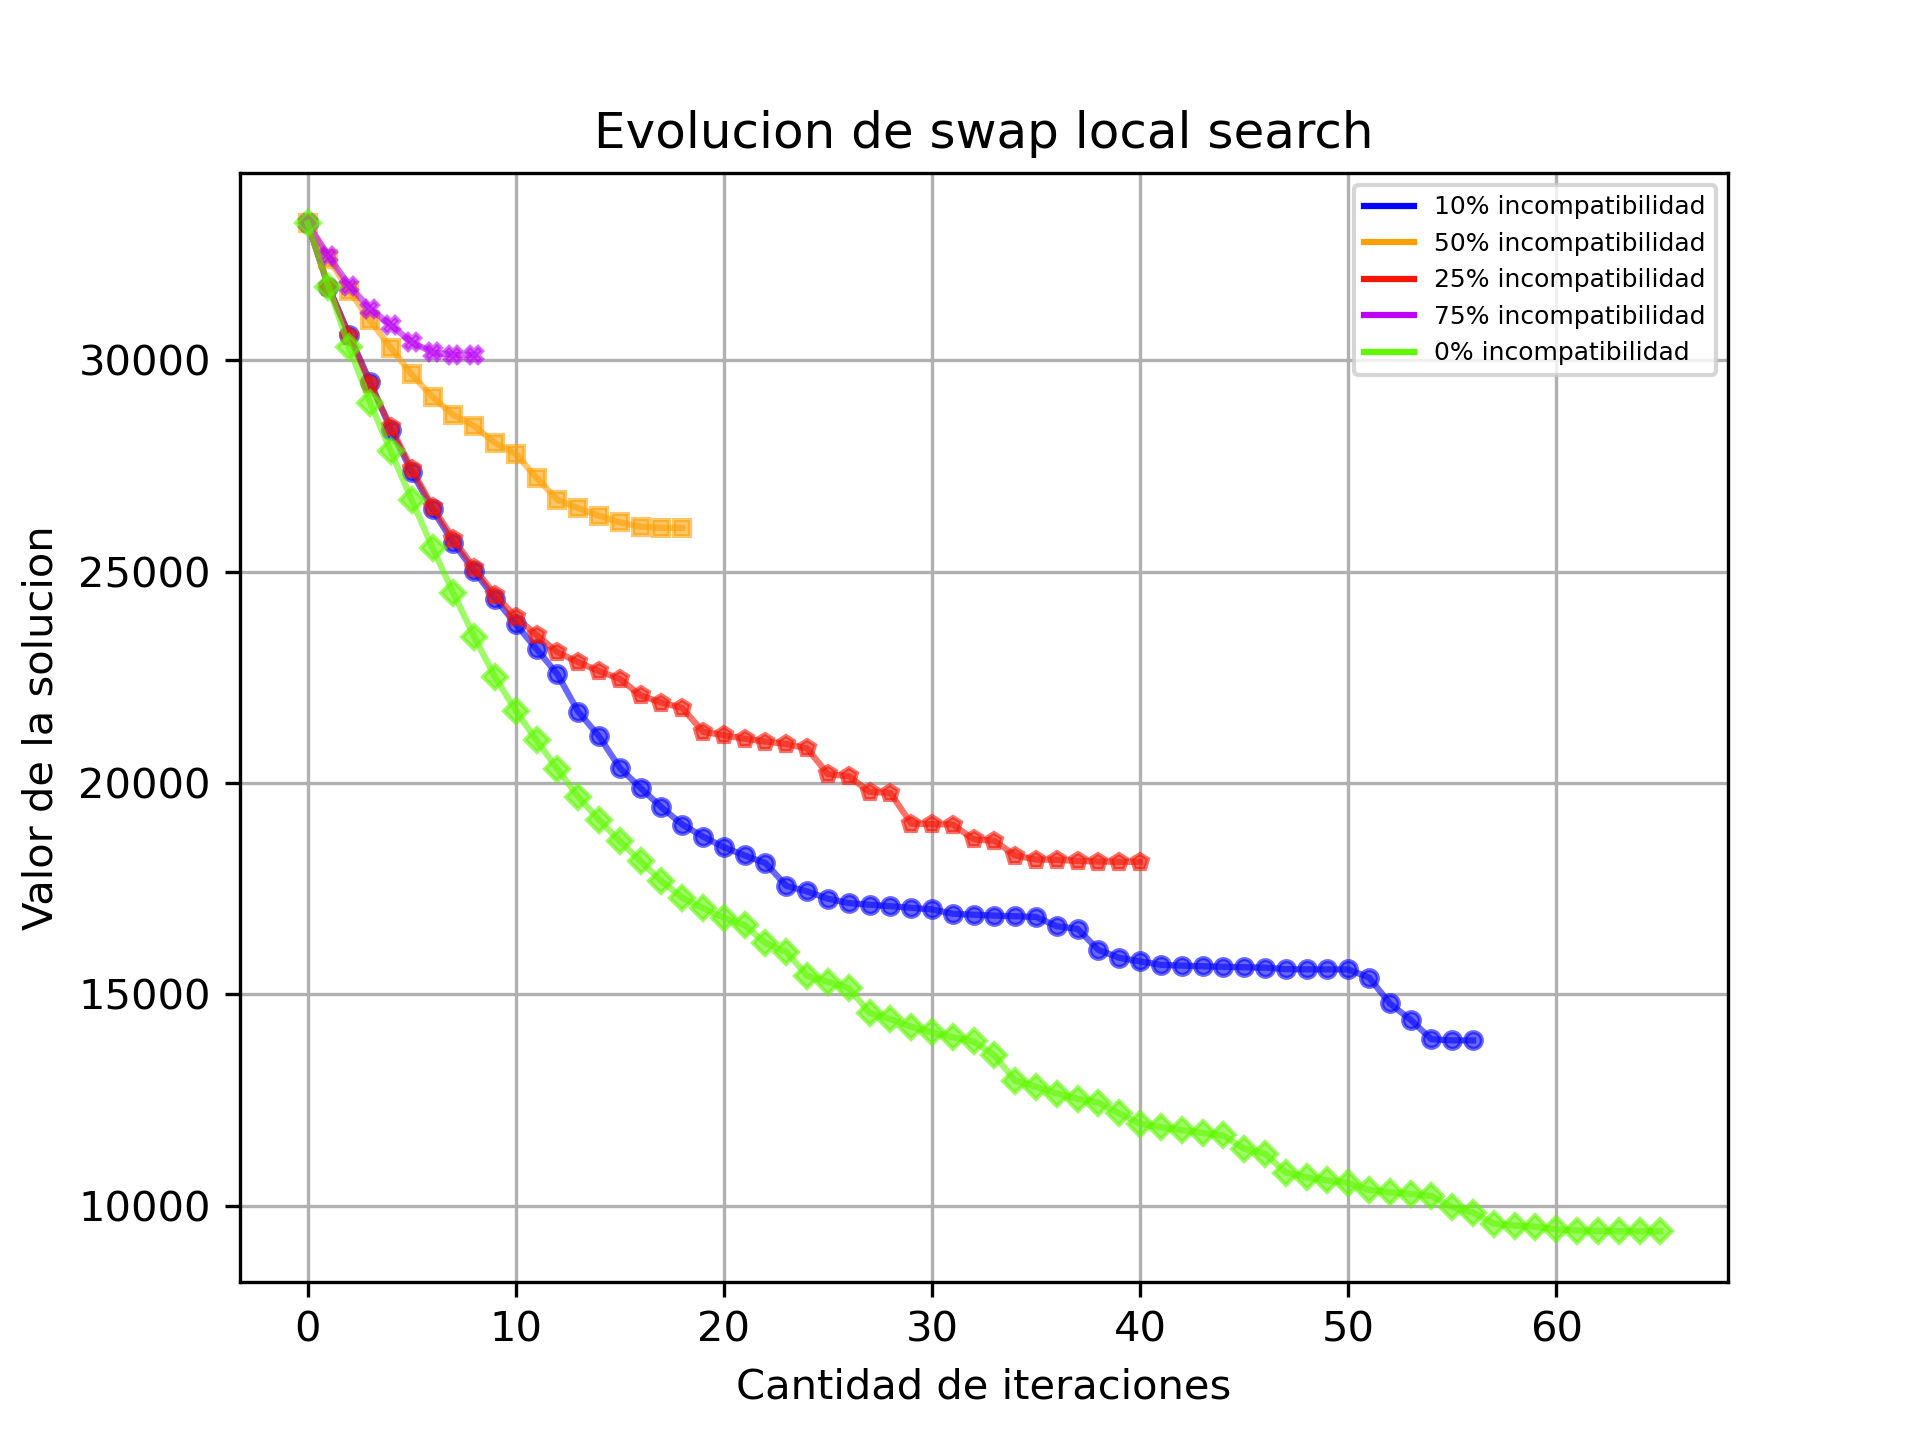 Evolucion de swap local search
10% incompatibilidad
50% incompatibilidad
25% incompatibilidad
75% incompatibilidad
0% incompatibilidad
Valor de la solucion
30000
25000
20000
15000
10000
0 10 20 30 40 50 60
Cantidad de iteraciones